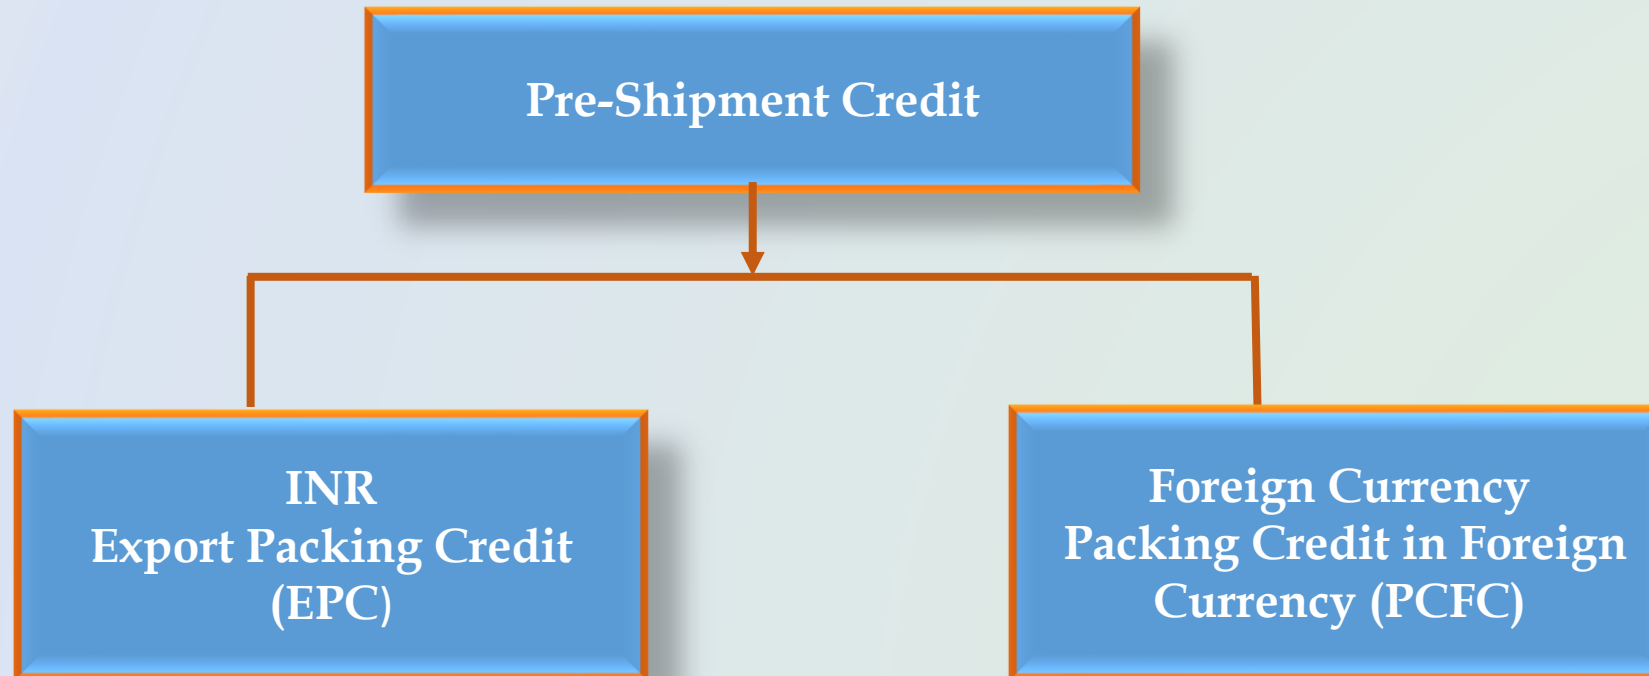 Pre-Shipment Credit
INR
Export Packing Credit
(EPC)
Foreign Currency
Packing Credit in Foreign
Currency (PCFC)